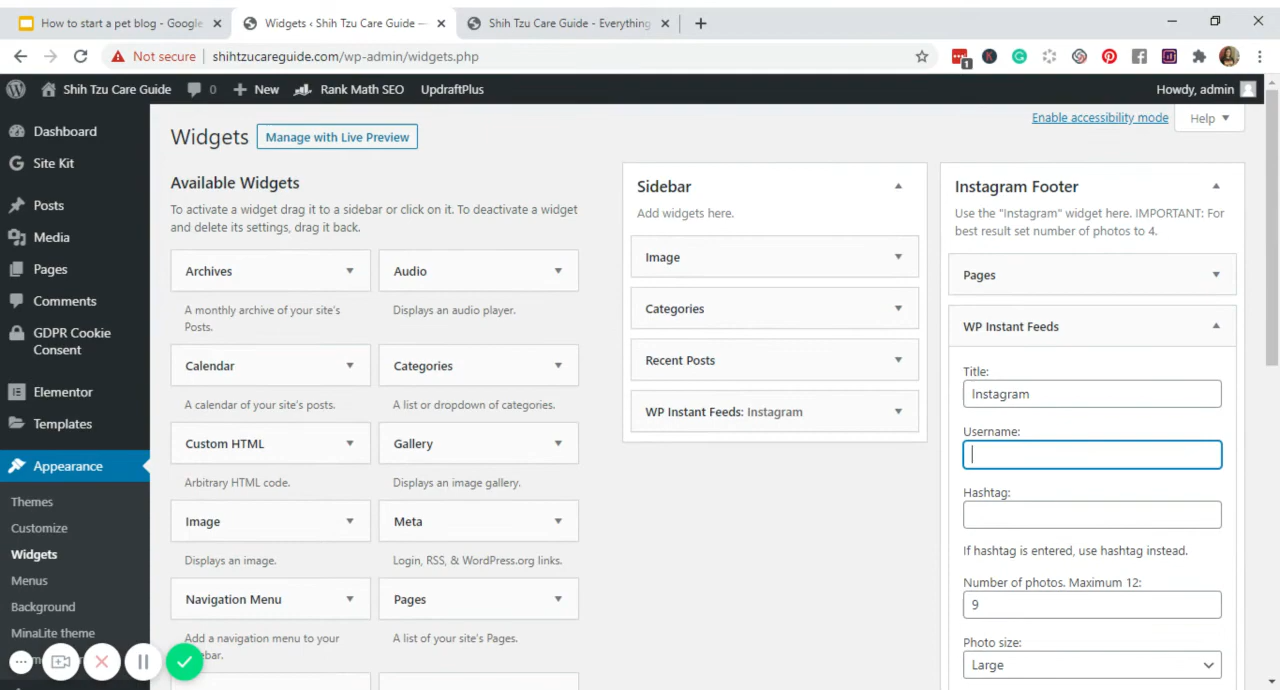 How to start a pet blog - Google
Widgets ‹ Shih Tzu Care Guide —
Shih Tzu Care Guide - Everything
Not secure
shihtzucareguide.com/wp-admin/widgets.php
1
Shih Tzu Care Guide
0
New
Rank Math SEO
UpdraftPlus
Howdy, admin
Dashboard
Site Kit
Posts
Media
Pages
Comments
GDPR Cookie
Consent
Elementor
Templates
Appearance
Themes
Customize
Widgets
Menus
Background
MinaLite theme
Widgets
Manage with Live Preview
Enable accessibility mode
Help
Available Widgets
To activate a widget drag it to a sidebar or click on it. To deactivate a widget
and delete its settings, drag it back.
Archives
A monthly archive of your site's
Posts.
Audio
Displays an audio player.
Calendar
A calendar of your site's posts.
Categories
A list or dropdown of categories.
Custom HTML
Arbitrary HTML code.
Gallery
Displays an image gallery.
Image
Displays an image.
Meta
Login, RSS, & WordPress.org links.
Navigation Menu
Add a navigation menu to your
Pages
A list of your site's Pages.
Sidebar
Add widgets here.
Image
Categories
Recent Posts
WP Instant Feeds: Instagram
Instagram Footer
Use the "Instagram" widget here. IMPORTANT: For
best result set number of photos to 4.
Pages
WP Instant Feeds
Title:
Instagram
Username:
Hashtag:
If hashtag is entered, use hashtag instead.
Number of photos. Maximum 12:
9
Photo size:
Large